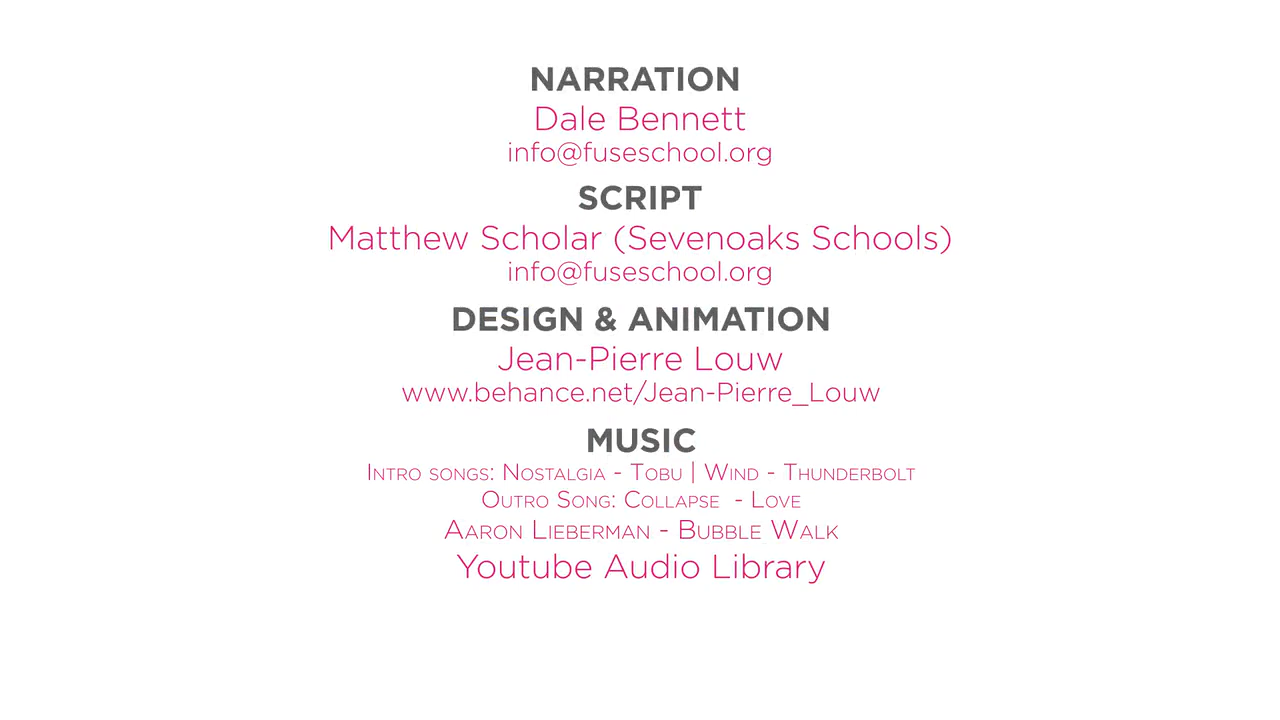 NARRATION
Dale Bennett
info@fuseschool.org
SCRIPT
Matthew Scholar (Sevenoaks Schools)
info@fuseschool.org
DESIGN & ANIMATION
Jean-Pierre Louw
www.behance.net/Jean-Pierre_Louw
MUSIC
Intro songs: Nostalgia - Tobu | Wind - Thunderbolt
Outro Song: Collapse - Love
Aaron Lieberman - Bubble Walk
Youtube Audio Library